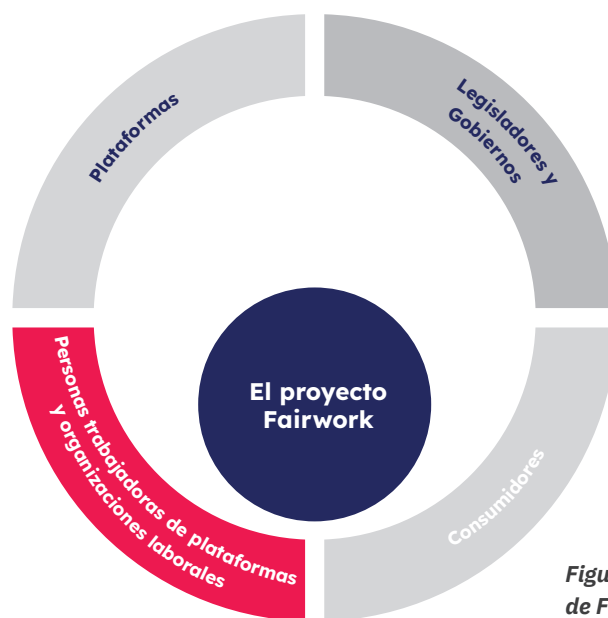 Plataformas
Legisladores y
Gobiernos
El proyecto
Fairwork
Personas trabajadoras de plataformas
y organizaciones laborales
Consumidores